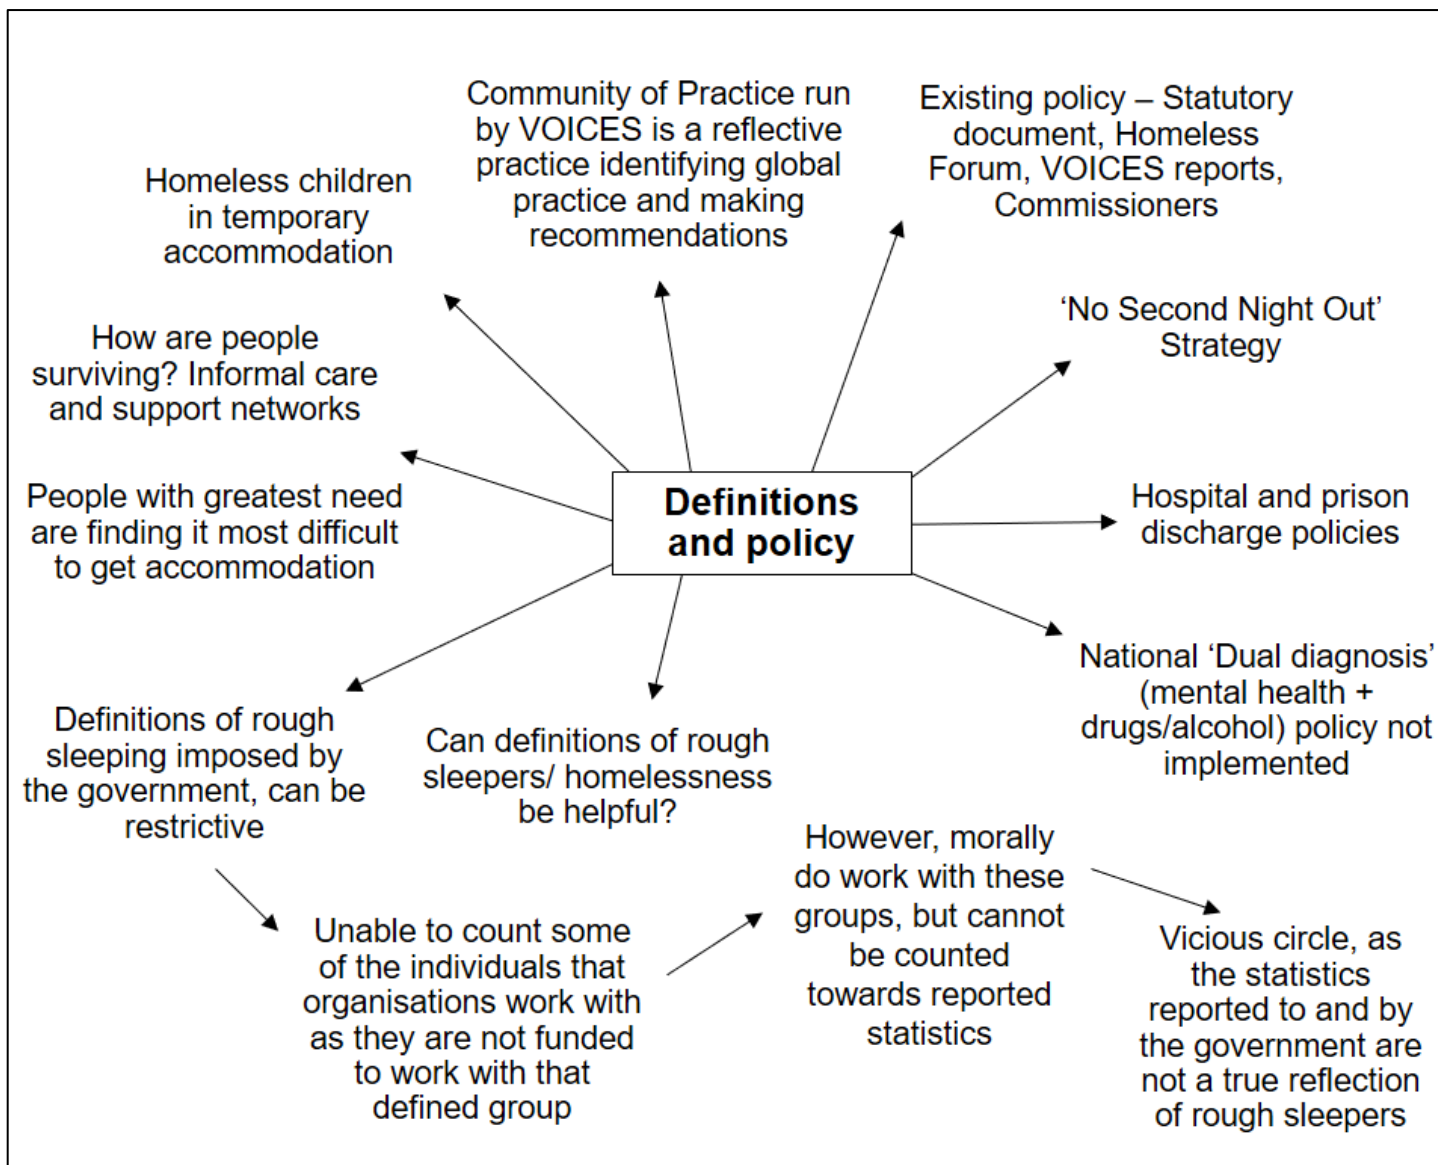 Community of Practice run
by VOICES is a reflective
practice identifying global
practice and making
recommendations
Existing policy – Statutory
document, Homeless
Forum, VOICES reports,
Commissioners
Homeless children
in temporary
accommodation
‘No Second Night Out’
Strategy
How are people
surviving? Informal care
and support networks
Definitions
and policy
People with greatest need
are finding it most difficult
to get accommodation
Hospital and prison
discharge policies
National ‘Dual diagnosis’
(mental health +
drugs/alcohol) policy not
implemented
Definitions of rough
sleeping imposed by
the government, can be
restrictive
Can definitions of rough
sleepers/ homelessness
be helpful?
Unable to count some
of the individuals that
organisations work with
as they are not funded
to work with that
defined group
However, morally
do work with these
groups, but cannot
be counted
towards reported
statistics
Vicious circle, as
the statistics
reported to and by
the government are
not a true reflection
of rough sleepers